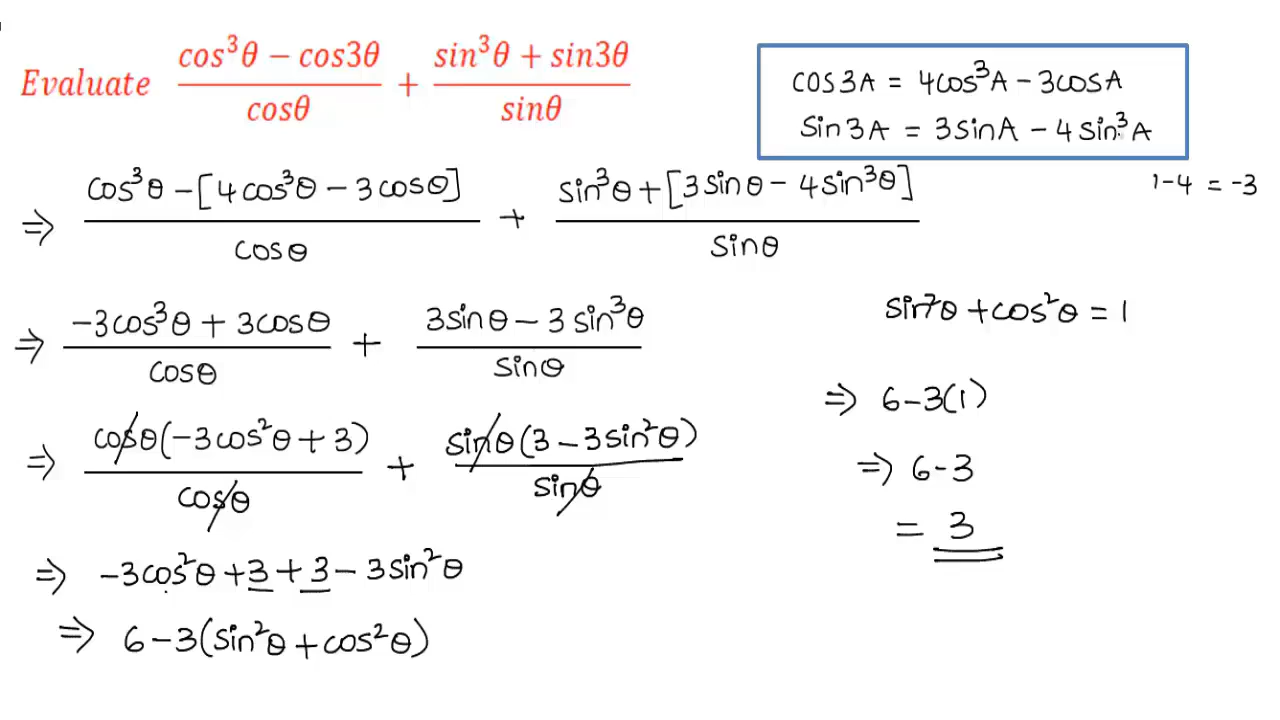 Evaluate (cos³θ − cos3θ)/cosθ + (sin³θ + sin3θ)/sinθ
cos3A = 4cos³A − 3cosA
sin3A = 3sinA − 4sin³A
⇒ (cos³θ − [4cos³θ − 3cosθ])/cosθ + (sin³θ + [3sinθ − 4sin³θ])/sinθ
1−4 = −3
⇒ (−3cos³θ + 3cosθ)/cosθ + (3sinθ − 3sin³θ)/sinθ
⇒ (cosθ(−3cos²θ + 3))/cosθ + (sinθ(3 − 3sin²θ))/sinθ
⇒ −3cos²θ + 3 + 3 − 3sin²θ
⇒ 6 − 3(sin²θ + cos²θ)
sin²θ + cos²θ = 1
⇒ 6 − 3(1)
⇒ 6 − 3
= 3